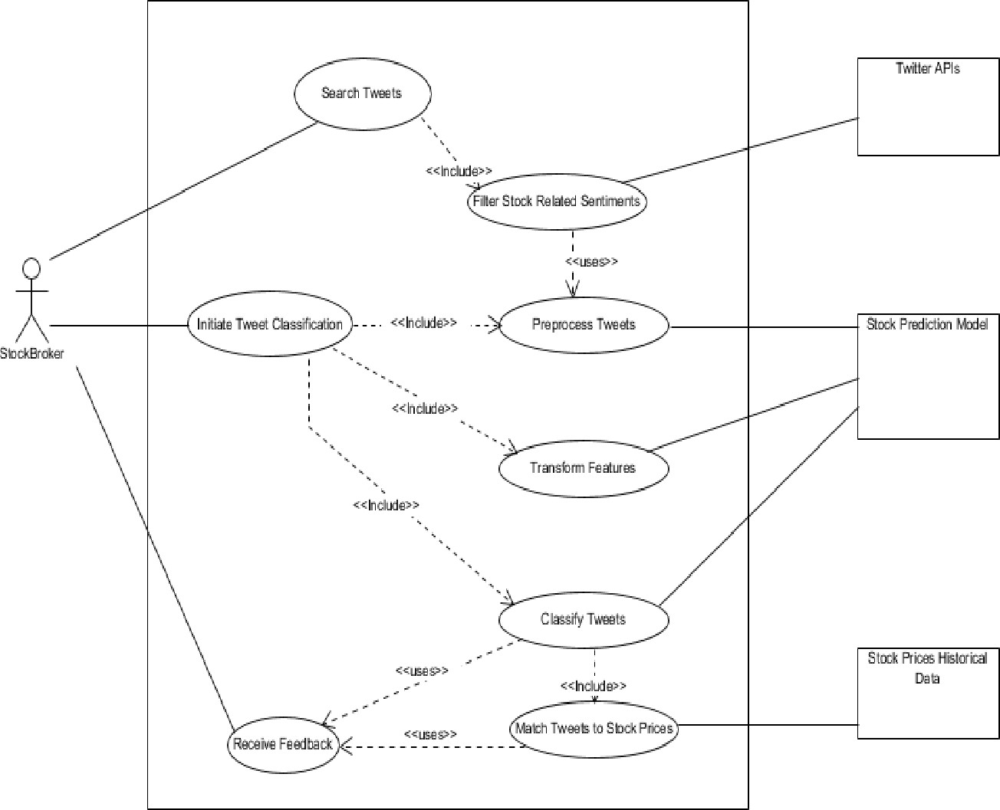 Search Tweets
Twitter APIs
<<Include>>
Filter Stock Related Sentiments
<<uses>>
StockBroker
Initiate Tweet Classification
<<Include>>
Preprocess Tweets
Stock Prediction Model
<<Include>>
Transform Features
<<Include>>
Classify Tweets
<<uses>>
<<Include>>
Stock Prices Historical
Data
Receive Feedback
<<uses>>
Match Tweets to Stock Prices